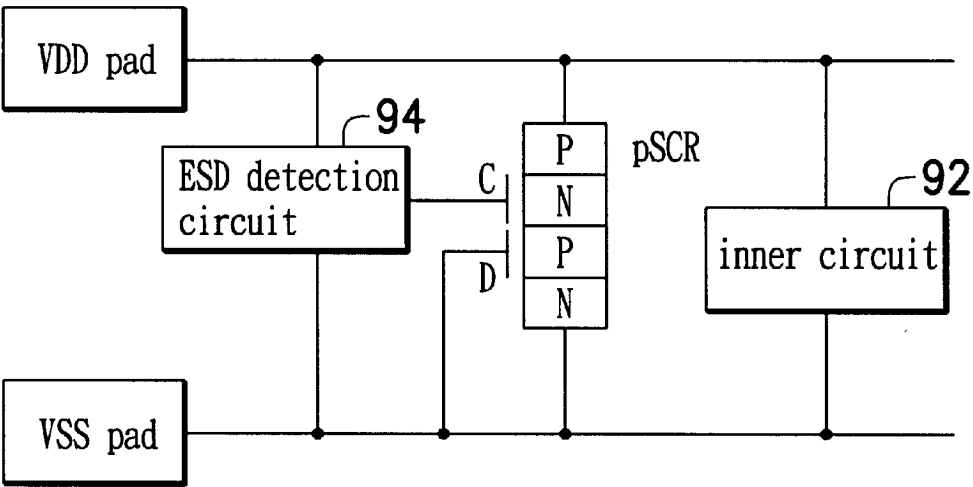 VDD pad
94
ESD detection
circuit
C
D
P
N
P
N
pSCR
92
inner circuit
VSS pad